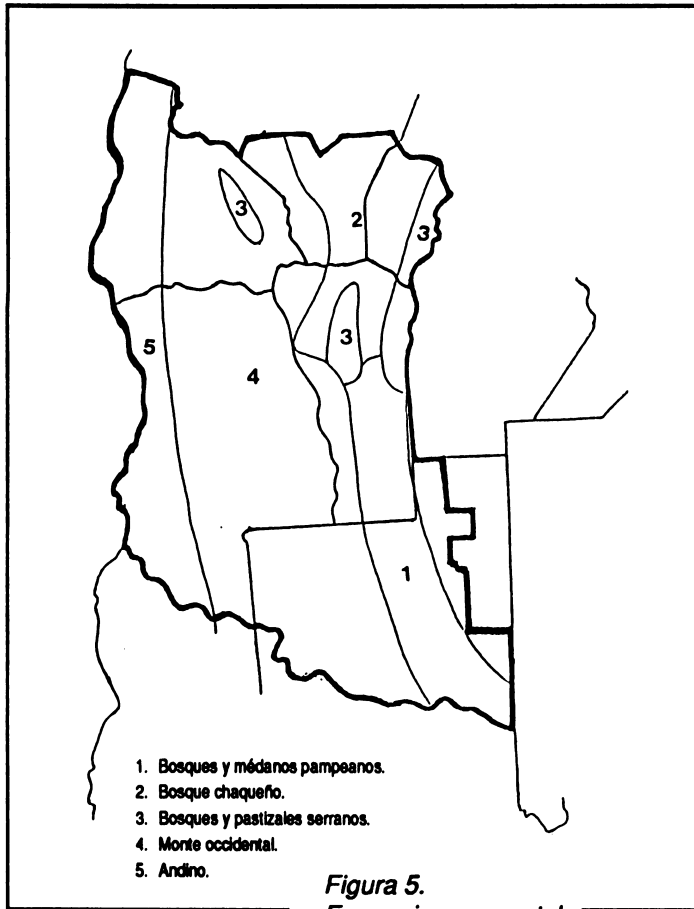 3
2
3
3
5
4
1
1. Bosques y médanos pampeanos.
2. Bosque chaqueño.
3. Bosques y pastizales serranos.
4. Monte occidental.
5. Andino.
Figura 5.